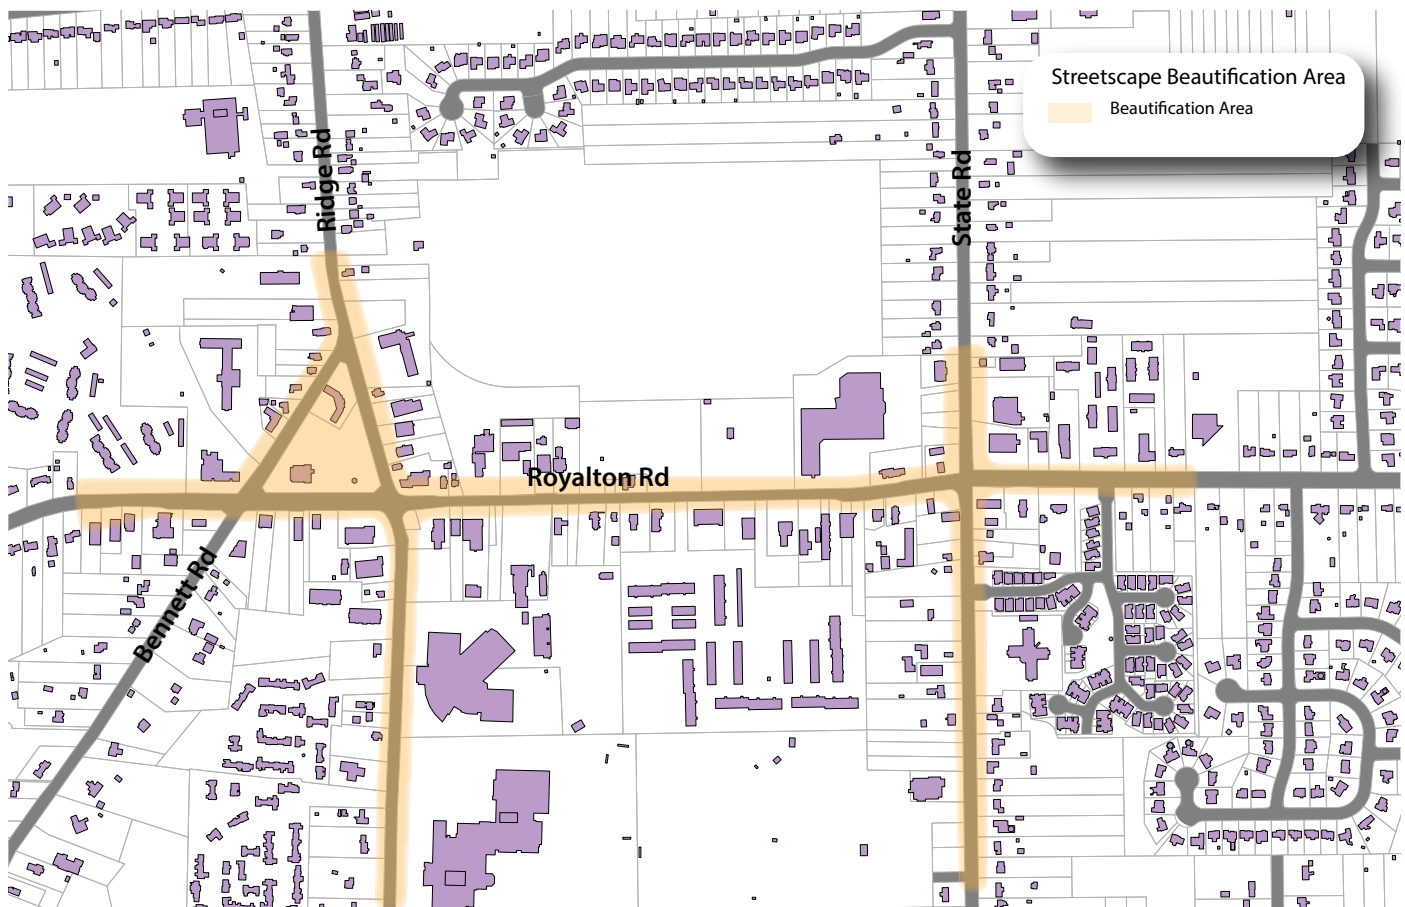 Streetscape Beautification Area
Beautification Area
Ridge Rd
State Rd
Royalton Rd
Bennett Rd